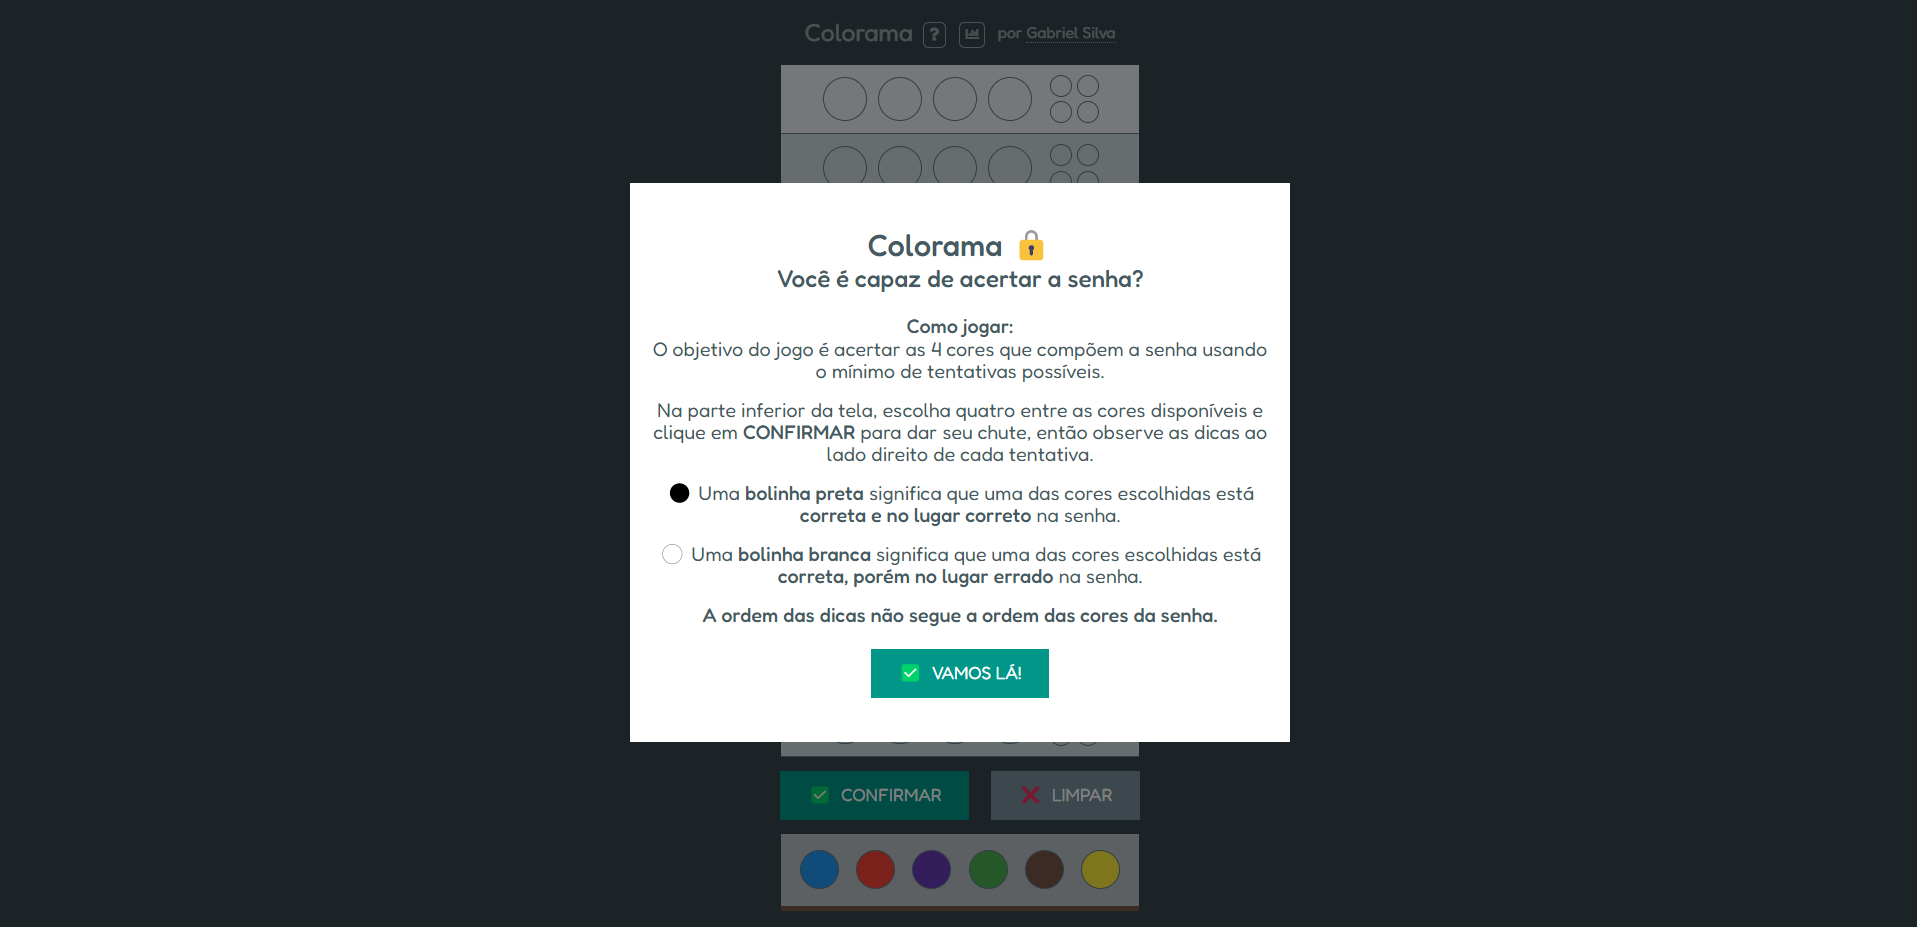 Colorama ? por Gabriel Silva
Colorama
Você é capaz de acertar a senha?
Como jogar:
O objetivo do jogo é acertar as 4 cores que compõem a senha usando
o mínimo de tentativas possíveis.
Na parte inferior da tela, escolha quatro entre as cores disponíveis e
clique em CONFIRMAR para dar seu chute, então observe as dicas ao
lado direito de cada tentativa.
Uma bolinha preta significa que uma das cores escolhidas está
correta e no lugar correto na senha.
Uma bolinha branca significa que uma das cores escolhidas está
correta, porém no lugar errado na senha.
A ordem das dicas não segue a ordem das cores da senha.
VAMOS LÁ!
CONFIRMAR LIMPAR